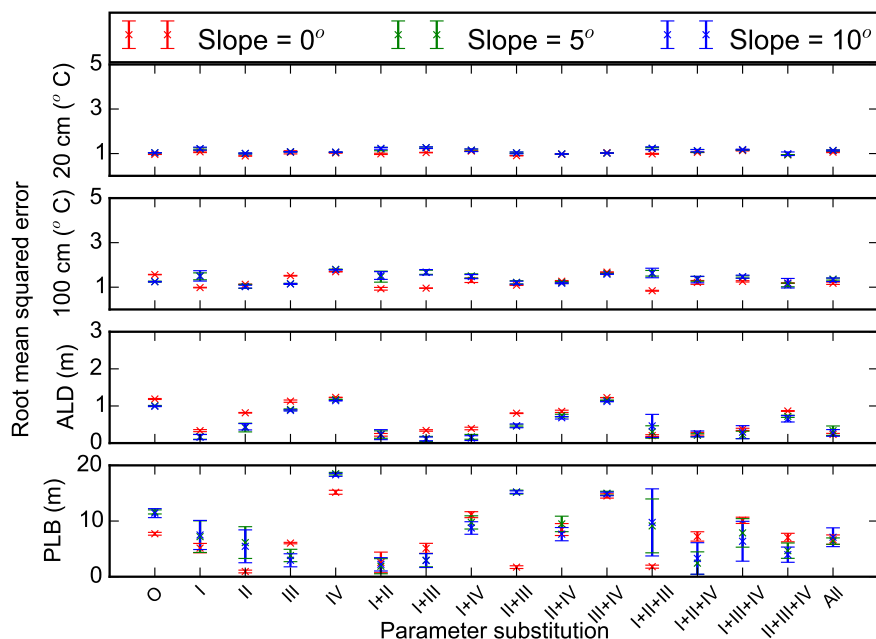 Slope = 0° Slope = 5° Slope = 10°
Root mean squared error
20 cm (° C)
5
3
1
100 cm (° C)
5
3
1
ALD (m)
3
2
1
0
PLB (m)
20
10
0
O I II III IV I+II I+III I+IV II+III II+IV III+IV I+II+III I+II+IV I+III+IV II+III+IV All
Parameter substitution